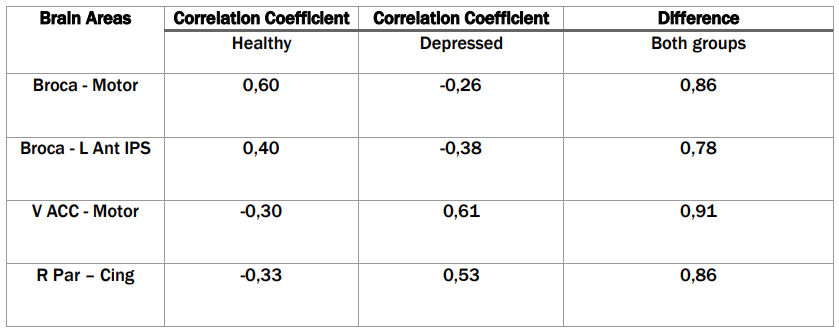 Brain Areas Correlation Coefficient Correlation Coefficient Difference
Healthy Depressed Both groups
Broca - Motor 0,60 -0,26 0,86
Broca - L Ant IPS 0,40 -0,38 0,78
V ACC - Motor -0,30 0,61 0,91
R Par – Cing -0,33 0,53 0,86